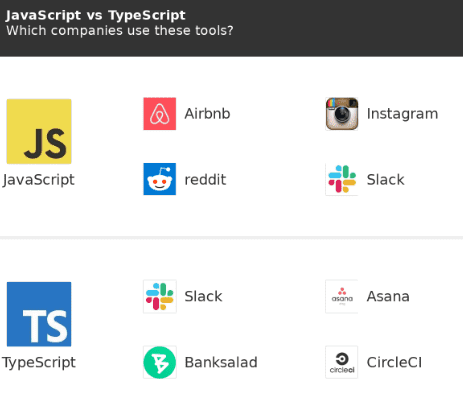 JavaScript vs TypeScript
Which companies use these tools?
JS
JavaScript
Airbnb
Instagram
reddit
Slack
TS
TypeScript
Slack
asana
Asana
Banksalad
circleci
CircleCI